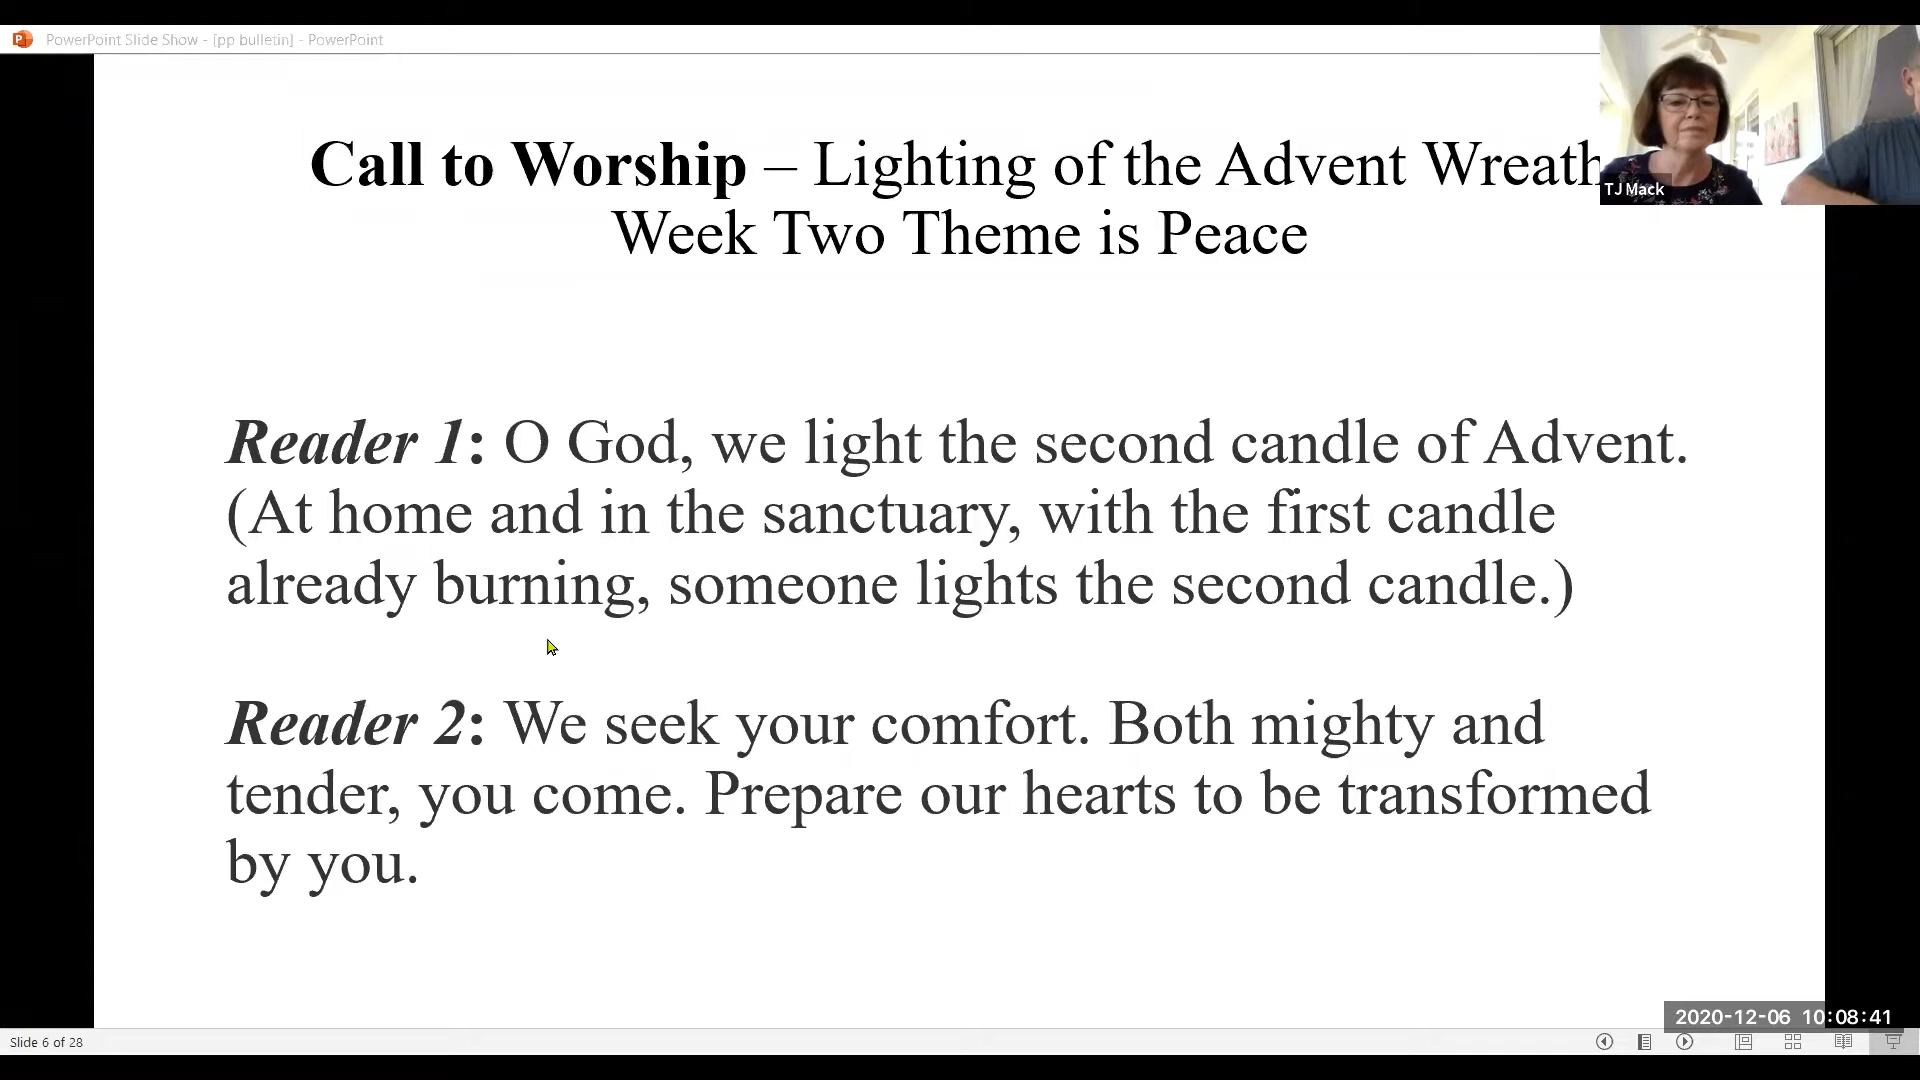 PowerPoint Slide Show - [pp bulletin] - PowerPoint
Call to Worship – Lighting of the Advent Wreath
Week Two Theme is Peace
TJ Mack
Reader 1: O God, we light the second candle of Advent.
(At home and in the sanctuary, with the first candle
already burning, someone lights the second candle.)
Reader 2: We seek your comfort. Both mighty and
tender, you come. Prepare our hearts to be transformed
by you.
2020-12-06 10:08:41
Slide 6 of 28